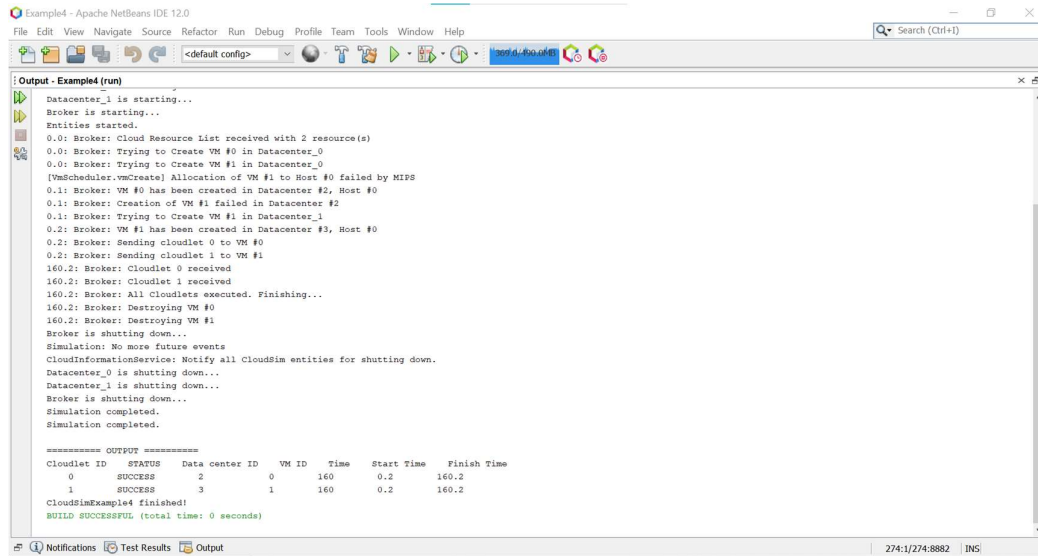 Example4 - Apache NetBeans IDE 12.0
File Edit View Navigate Source Refactor Run Debug Profile Team Tools Window Help
Search (Ctrl+I)
<default config>
369.0/490.0MB
Output - Example4 (run)
Datacenter_1 is starting...
Broker is starting...
Entities started.
0.0: Broker: Cloud Resource List received with 2 resource(s)
0.0: Broker: Trying to Create VM #0 in Datacenter_0
0.0: Broker: Trying to Create VM #1 in Datacenter_0
[VmScheduler.vmCreate] Allocation of VM #1 to Host #0 failed by MIPS
0.1: Broker: VM #0 has been created in Datacenter #2, Host #0
0.1: Broker: Creation of VM #1 failed in Datacenter #2
0.1: Broker: Trying to Create VM #1 in Datacenter_1
0.2: Broker: VM #1 has been created in Datacenter #3, Host #0
0.2: Broker: Sending cloudlet 0 to VM #0
0.2: Broker: Sending cloudlet 1 to VM #1
160.2: Broker: Cloudlet 0 received
160.2: Broker: Cloudlet 1 received
160.2: Broker: All Cloudlets executed. Finishing...
160.2: Broker: Destroying VM #0
160.2: Broker: Destroying VM #1
Broker is shutting down...
Simulation: No more future events
CloudInformationService: Notify all CloudSim entities for shutting down.
Datacenter_0 is shutting down...
Datacenter_1 is shutting down...
Broker is shutting down...
Simulation completed.
Simulation completed.
========== OUTPUT ==========
Cloudlet ID STATUS Data center ID VM ID Time Start Time Finish Time
0 SUCCESS 2 0 160 0.2 160.2
1 SUCCESS 3 1 160 0.2 160.2
CloudSimExample4 finished!
BUILD SUCCESSFUL (total time: 0 seconds)
Notifications Test Results Output
274:1/274:8882 INS